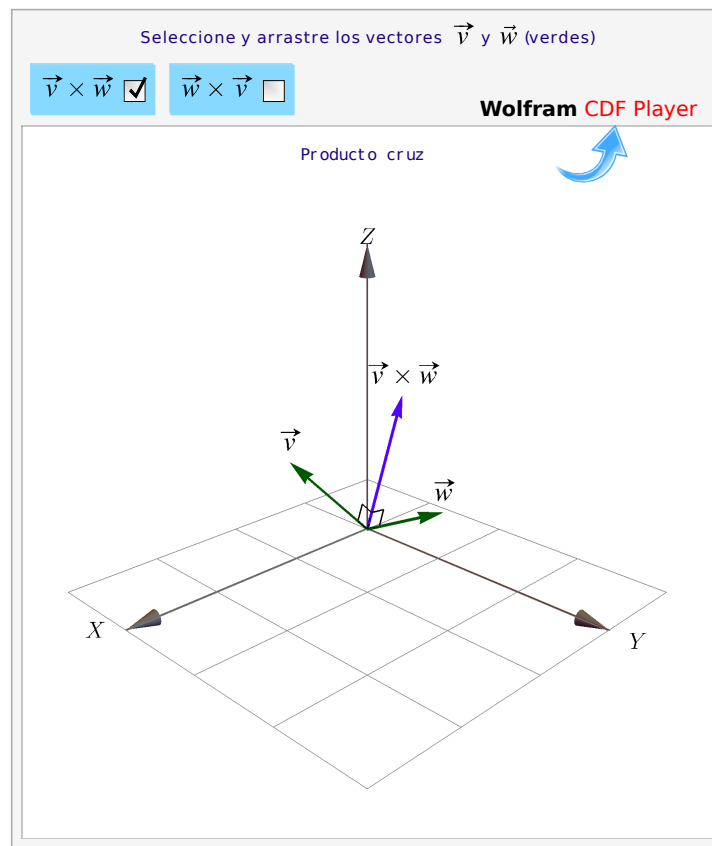 Seleccione y arrastre los vectores v⃗ y w⃗ (verdes)
v⃗ × w⃗ w⃗ × v⃗
Wolfram CDF Player
Producto cruz
Z
v⃗ × w⃗
v⃗
w⃗
X
Y